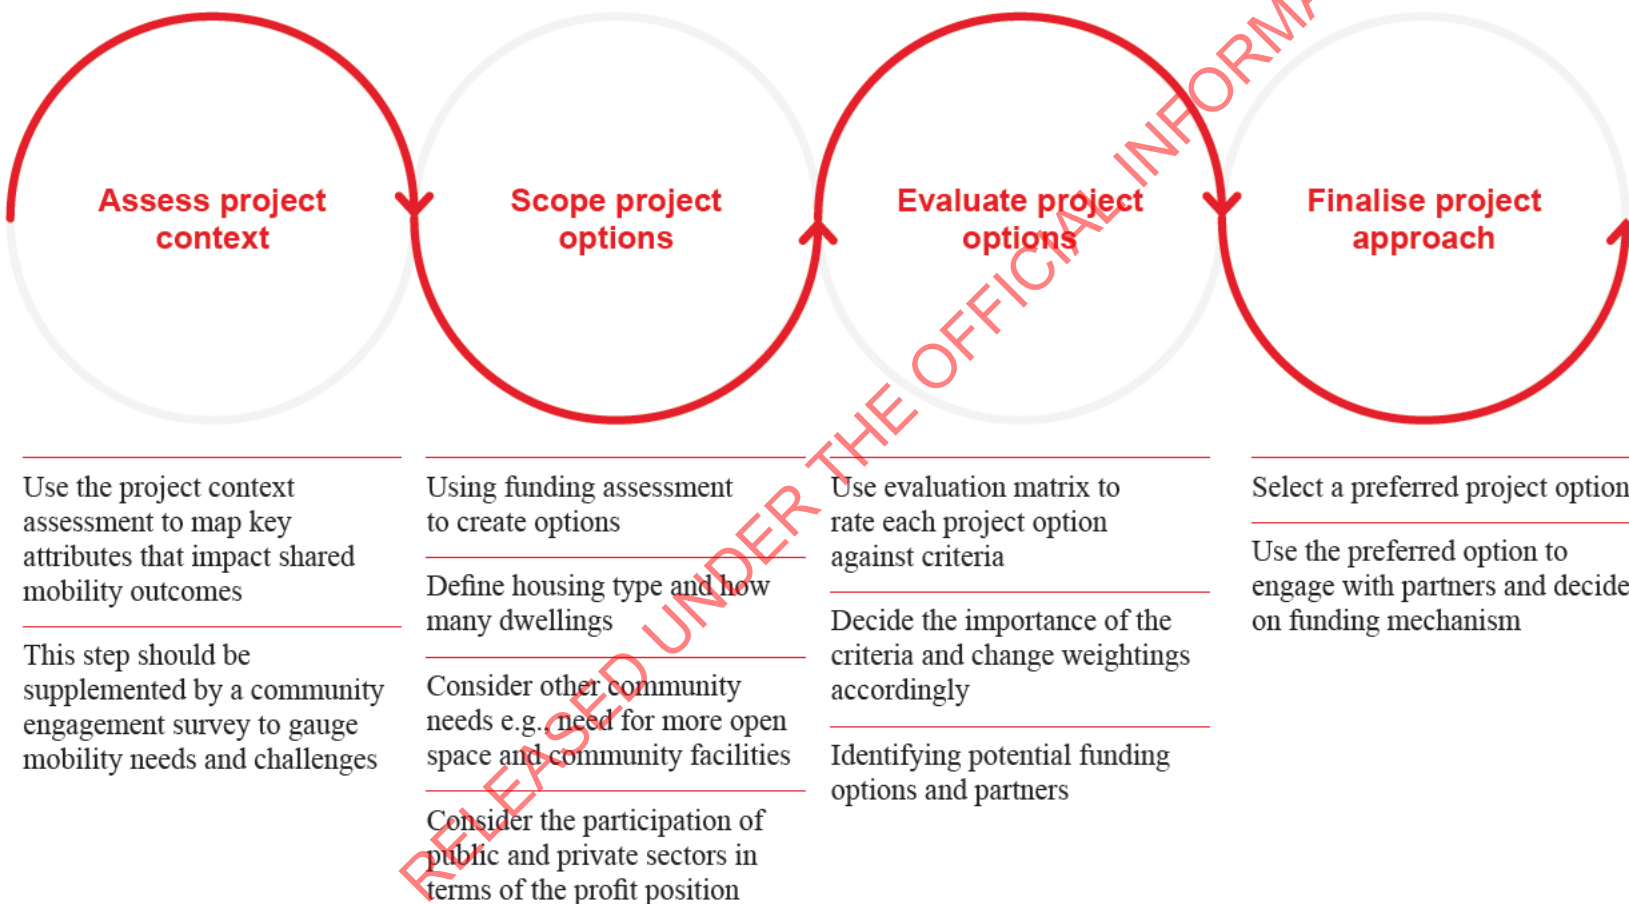 Assess project
context
Scope project
options
Evaluate project
options
Finalise project
approach
Use the project context
assessment to map key
attributes that impact shared
mobility outcomes
This step should be
supplemented by a community
engagement survey to gauge
mobility needs and challenges
Using funding assessment
to create options
Define housing type and how
many dwellings
Consider other community
needs e.g., need for more open
space and community facilities
Consider the participation of
public and private sectors in
terms of the profit position
Use evaluation matrix to
rate each project option
against criteria
Decide the importance of the
criteria and change weightings
accordingly
Identifying potential funding
options and partners
Select a preferred project option
Use the preferred option to
engage with partners and decide
on funding mechanism
RELEASED UNDER THE OFFICIAL